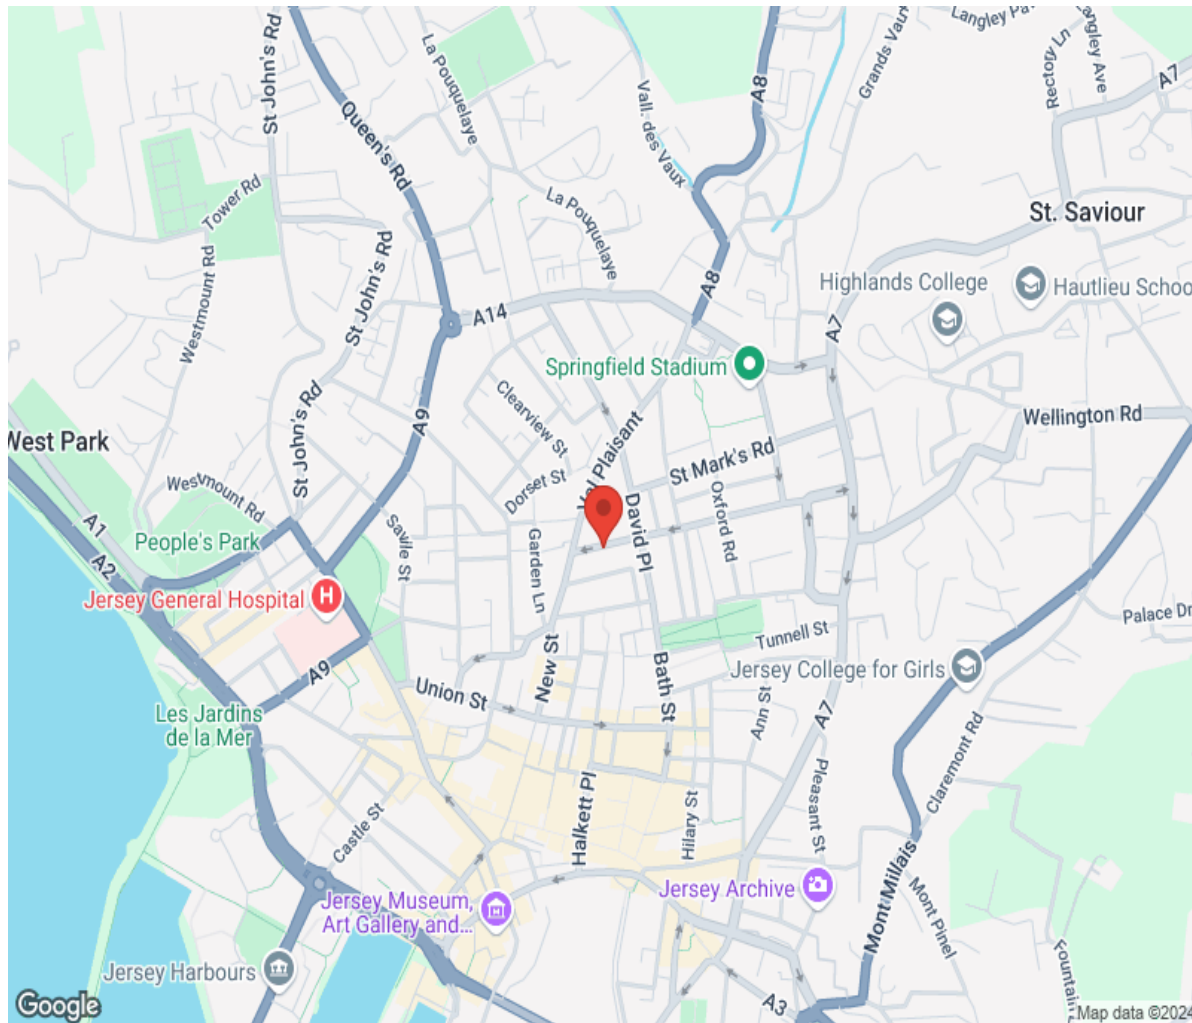 Langley Pa
Langley Ave
Grands Vaux
A8
A7
Rectory Ln
St John's Rd
La Pouquelaye
Queen's Rd
Vall. des Vaux
Tower Rd
La Pouquelaye
St. Saviour
Westmount Rd
St John's Rd
A8
Highlands College
Hautlieu Schoo
A14
A7
Springfield Stadium
Clearview St
St John's Rd
A9
Val Plaisant
Wellington Rd
West Park
St Mark's Rd
Westmount Rd
Dorset St
Oxford Rd
David Pl
A1
A2
People's Park
Savile St
Garden Ln
Jersey General Hospital
H
Palace Dr
Tunnell St
A9
New St
Bath St
Jersey College for Girls
Union St
Ann St
A7
Les Jardins
de la Mer
Claremont Rd
Pleasant St
Castle St
Halkett Pl
Hilary St
Jersey Archive
Mont Millais
Mont Pinel
Jersey Museum,
Art Gallery and...
Jersey Harbours
Fountain
A3
Google
Map data ©2024